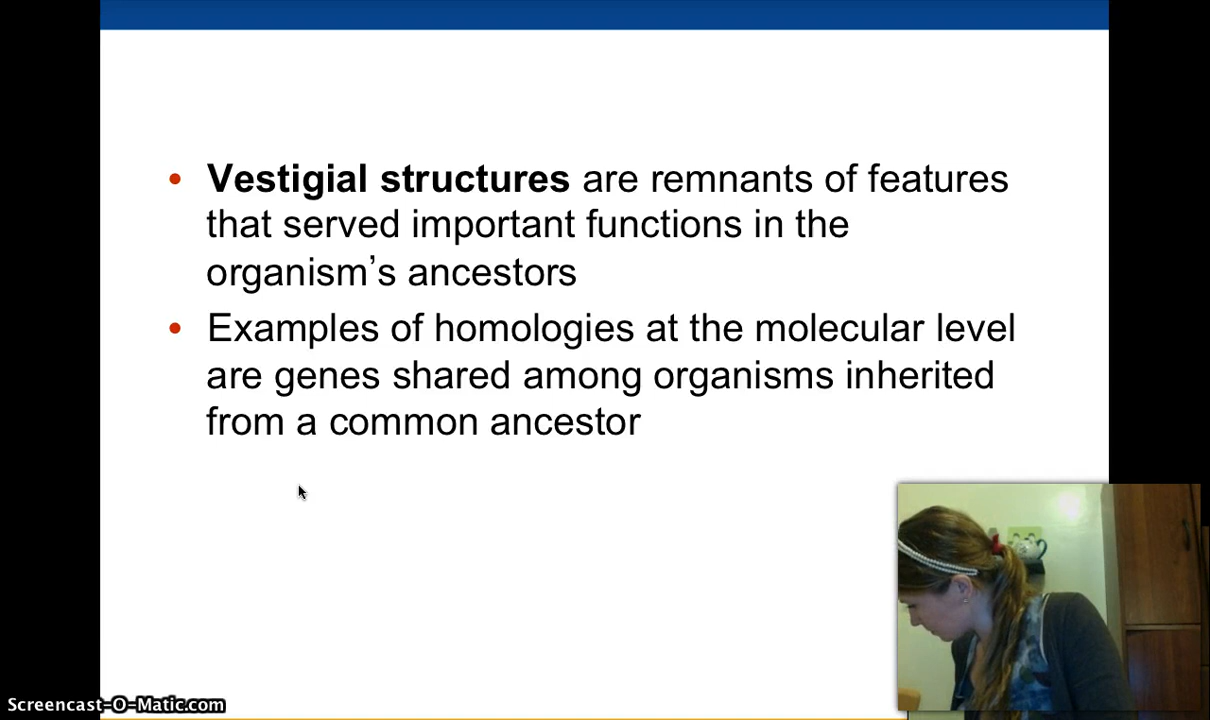 Vestigial structures are remnants of features
that served important functions in the
organism’s ancestors
Examples of homologies at the molecular level
are genes shared among organisms inherited
from a common ancestor
Screencast-O-Matic.com